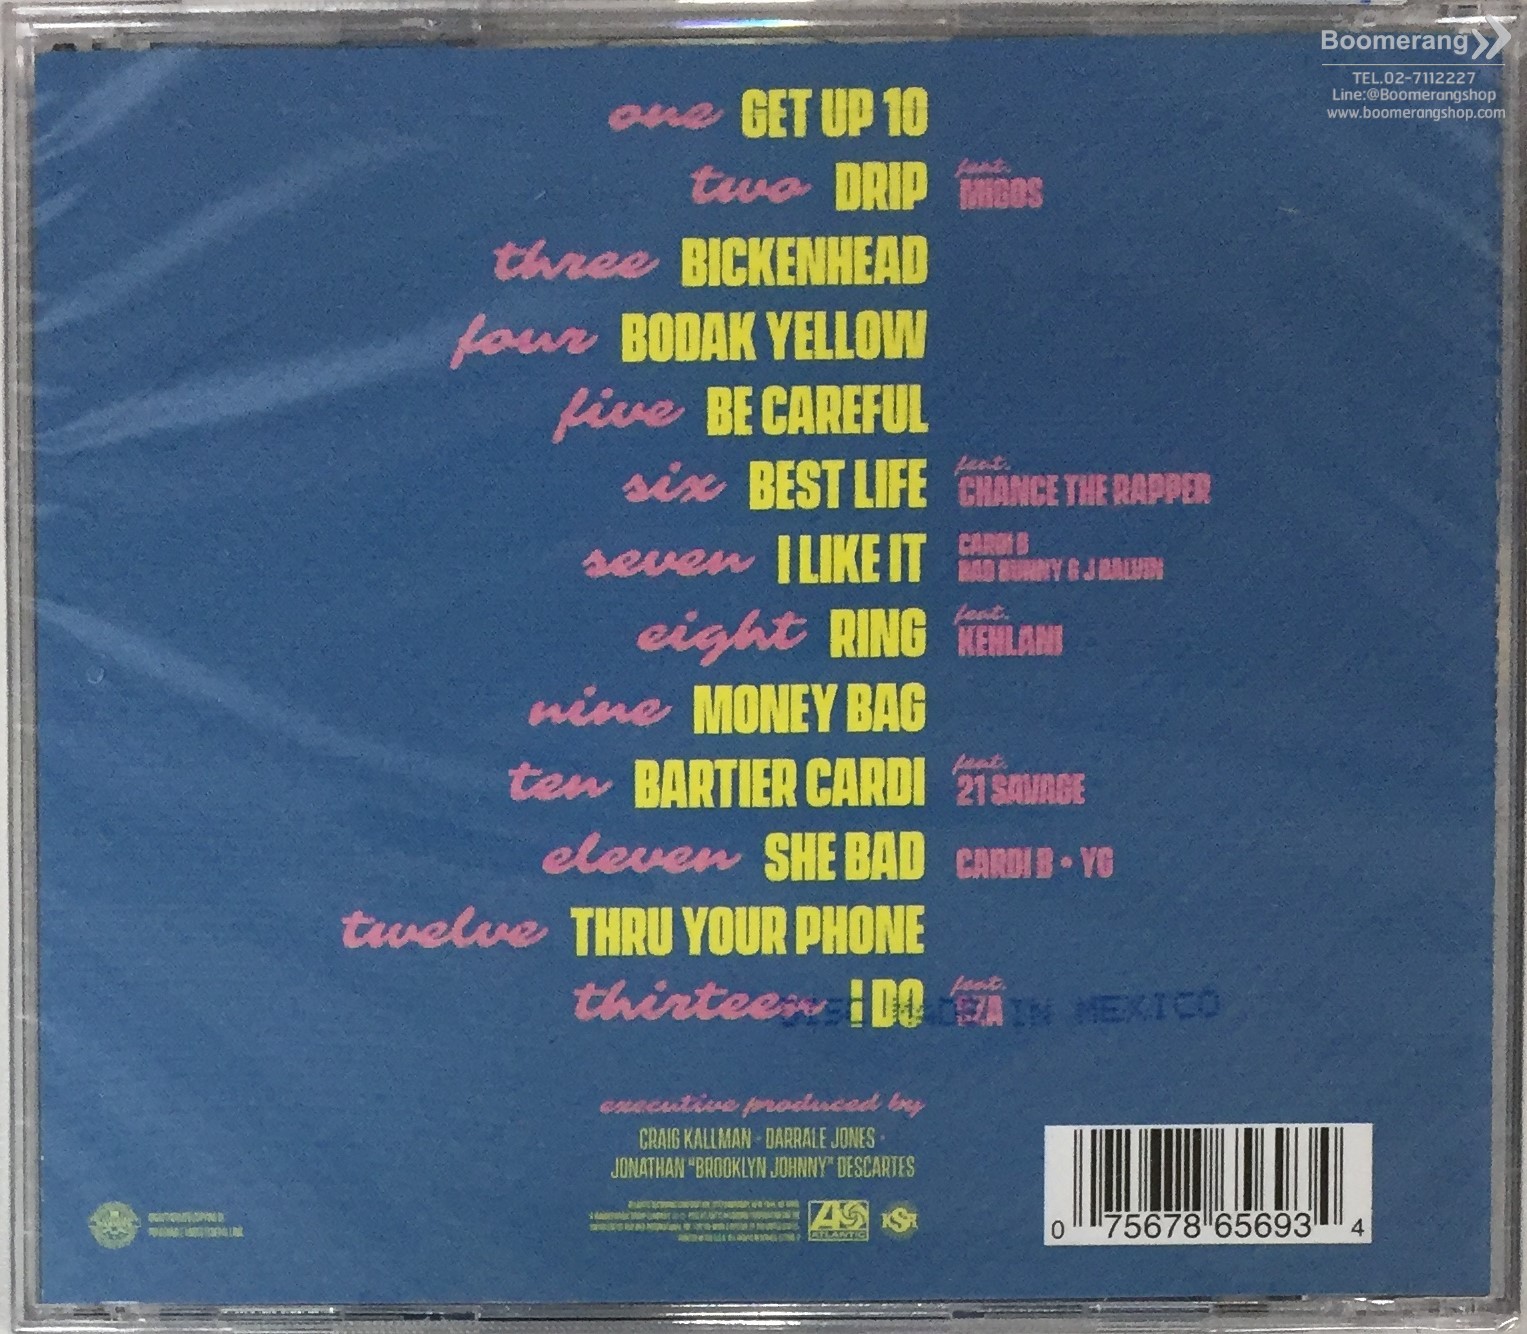 Boomerang
TEL.02-7112227
Line:@Boomerangshop
www.boomerangshop.com
one GET UP 10
two DRIP feat. MIGOS
three BICKENHEAD
four BODAK YELLOW
five BE CAREFUL
six BEST LIFE feat. CHANCE THE RAPPER
seven I LIKE IT CARDI B
BAD BUNNY & J BALVIN
eight RING feat. KEHLANI
nine MONEY BAG
ten BARTIER CARDI feat. 21 SAVAGE
eleven SHE BAD CARDI B • YG
twelve THRU YOUR PHONE
thirteen I DO feat.
DISC MADE IN MEXICO
executive produced by
CRAIG KALLMAN • DARRALE JONES •
JONATHAN "BROOKLYN JOHNNY" DESCARTES
ATLANTIC
KSR
0 75678 65693 4